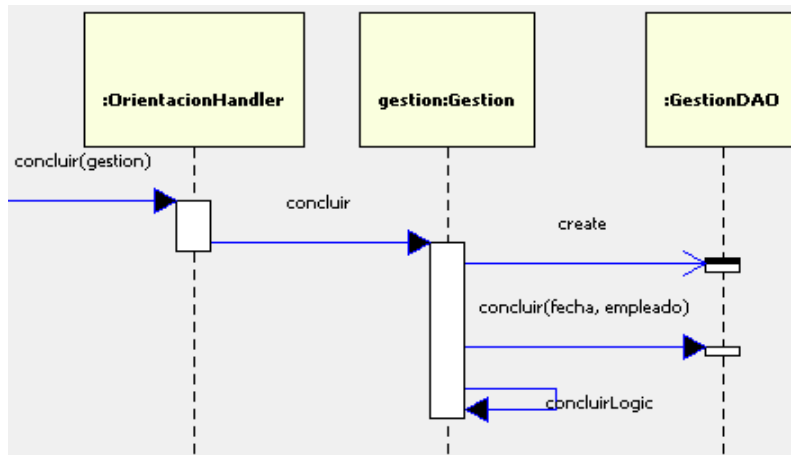 :OrientacionHandler
gestion:Gestion
:GestionDAO
concluir(gestion)
concluir
create
concluir(fecha, empleado)
concluirLogic